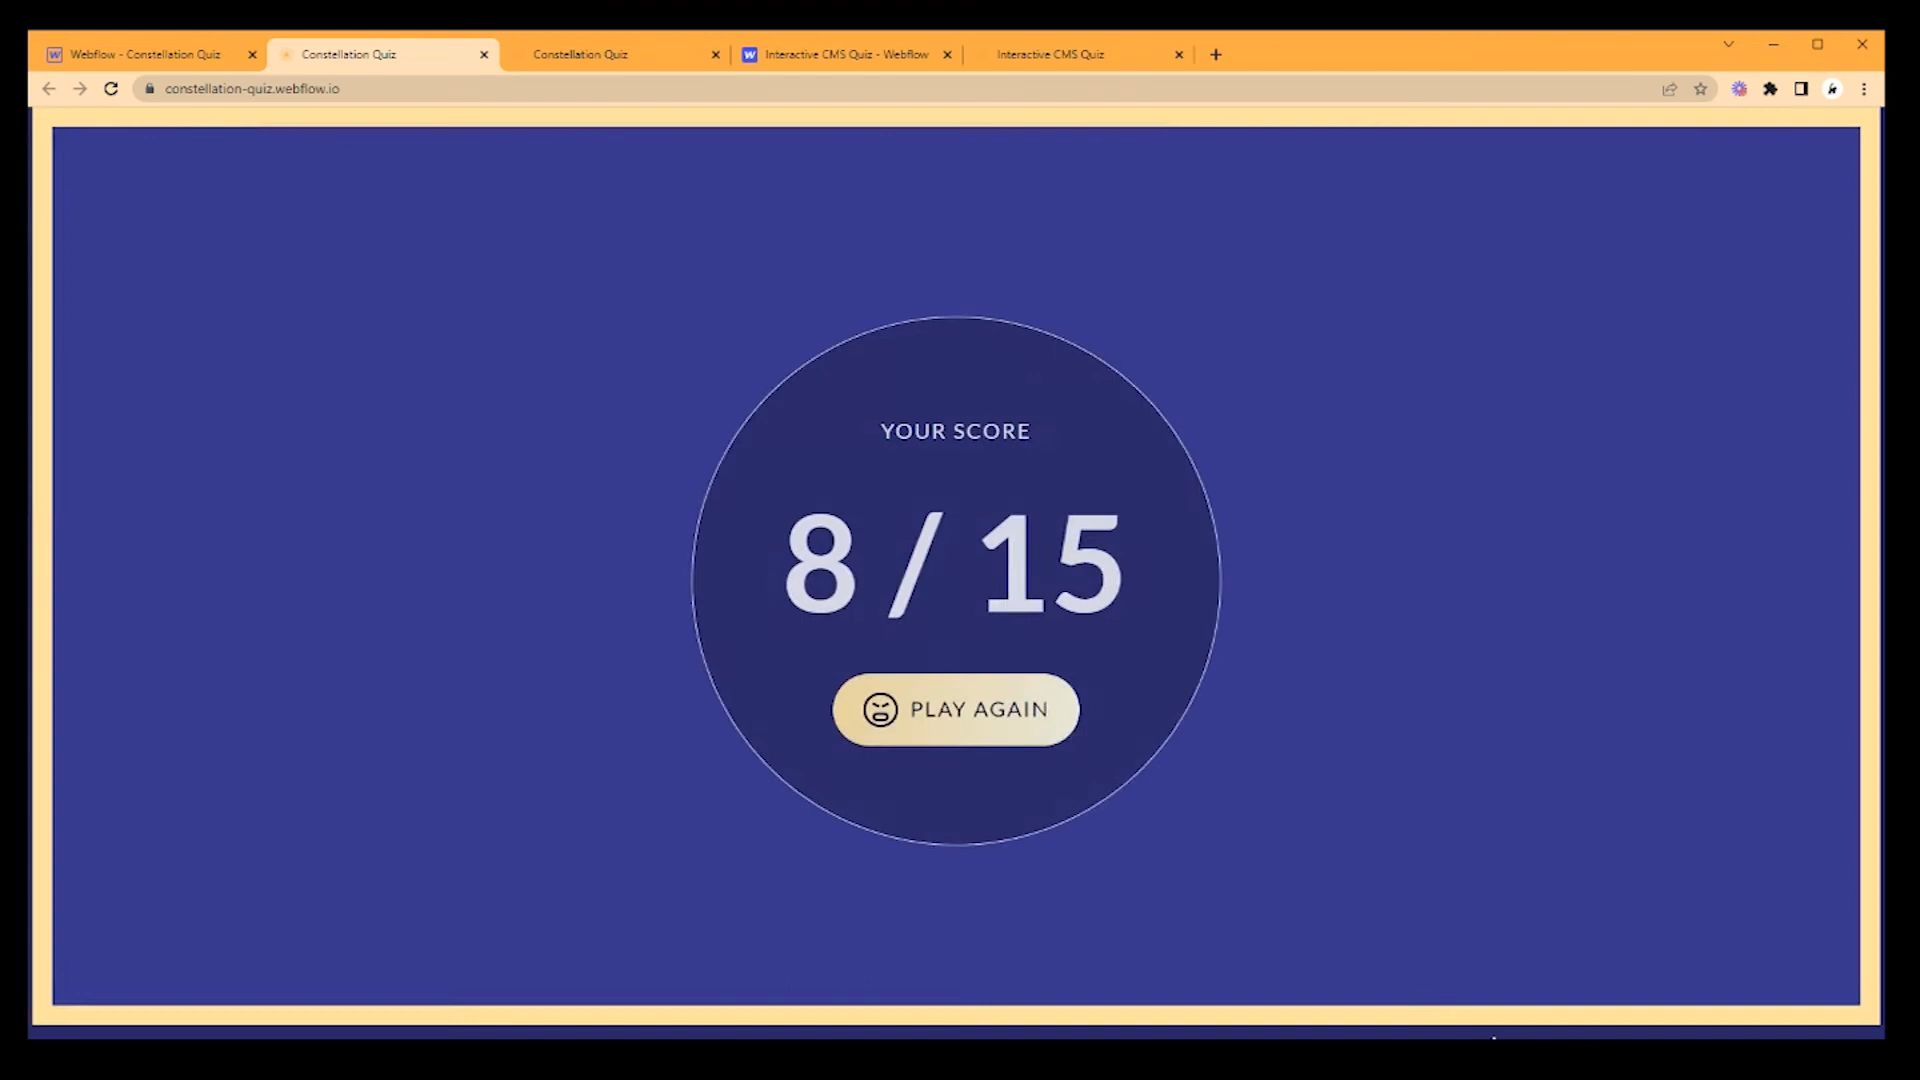 Webflow - Constellation Quiz
Constellation Quiz
Constellation Quiz
Interactive CMS Quiz - Webflow
Interactive CMS Quiz
constellation-quiz.webflow.io
YOUR SCORE
8 / 15
PLAY AGAIN